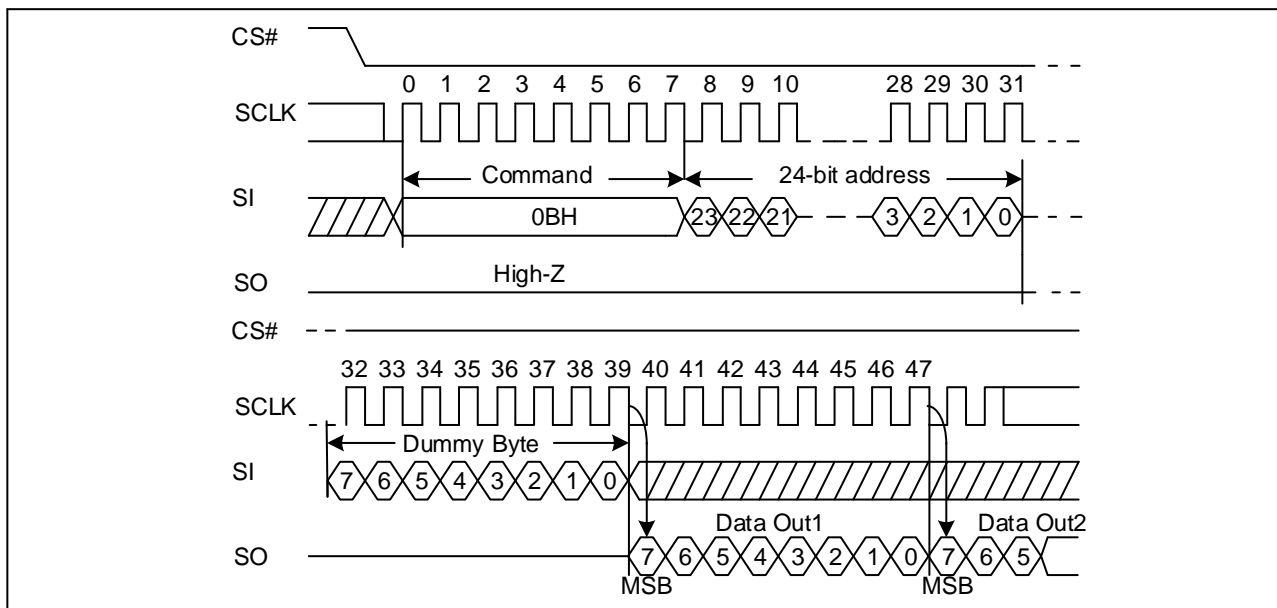 CS#
0 1 2 3 4 5 6 7 8 9 10 28 29 30 31
SCLK
Command 24-bit address
SI
0BH 23 22 21 3 2 1 0
High-Z
SO
CS#
32 33 34 35 36 37 38 39 40 41 42 43 44 45 46 47
SCLK
Dummy Byte
SI
7 6 5 4 3 2 1 0
Data Out1 Data Out2
SO
7 6 5 4 3 2 1 0 7 6 5
MSB MSB